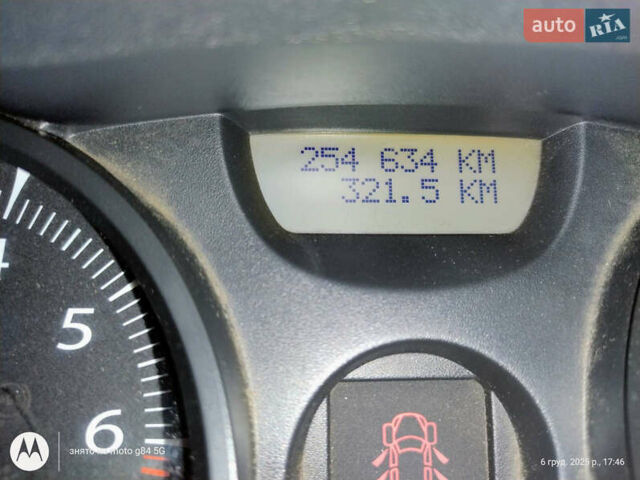 auto RIA.com
254 634 KM
321.5 KM
4
5
6
знято на moto g84 5G
6 груд. 2025 р., 17:46